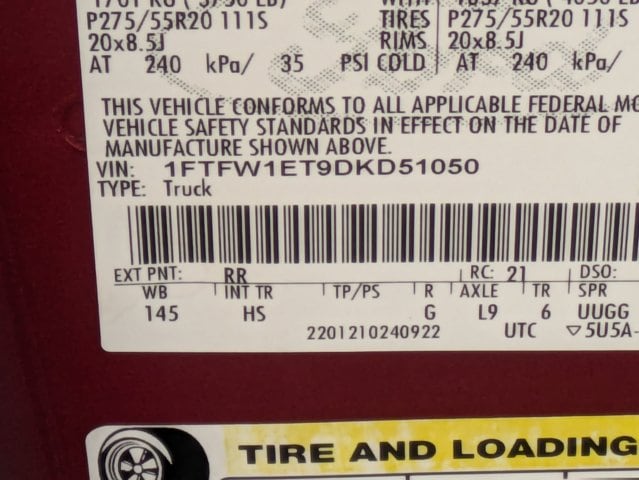 P275/55R20 111S TIRES P275/55R20 111S
20x8.5J RIMS 20x8.5J
AT 240 kPa/ 35 PSI COLD AT 240 kPa/
THIS VEHICLE CONFORMS TO ALL APPLICABLE FEDERAL
VEHICLE SAFETY STANDARDS IN EFFECT ON THE DATE OF
MANUFACTURE SHOWN ABOVE.
VIN: 1FTFW1ET9DKD51050
TYPE: Truck
EXT PNT: RR RC: 21 DSO:
WB INT TR TP/PS R AXLE TR SPR
145 HS G L9 6 UUGG
2201210240922 UTC ▽5U5A-
TIRE AND LOADING